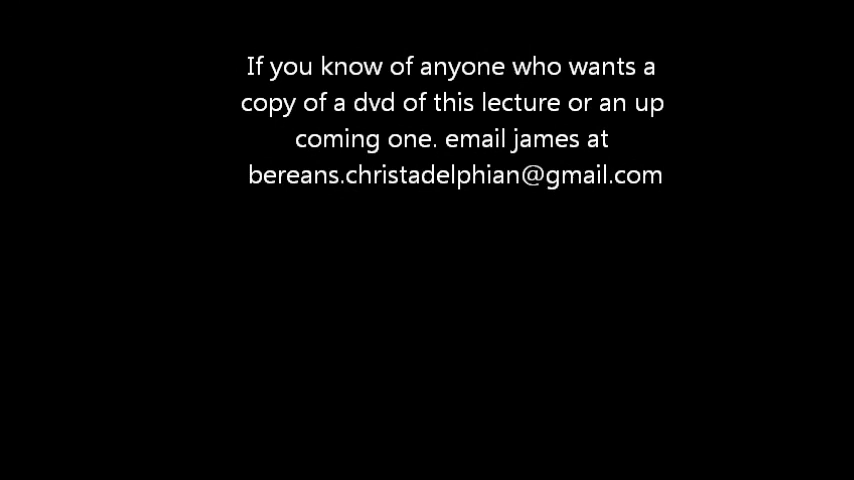 If you know of anyone who wants a
copy of a dvd of this lecture or an up
coming one. email james at
bereans.christadelphian@gmail.com